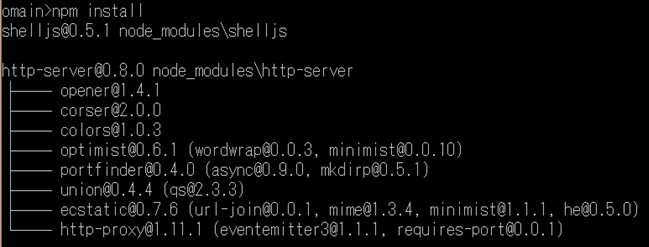 omain>npm install
shelljs@0.5.1 node_modules\shelljs
http-server@0.8.0 node_modules\http-server
├── opener@1.4.1
├── corser@2.0.0
├── colors@1.0.3
├── optimist@0.6.1 (wordwrap@0.0.3, minimist@0.0.10)
├── portfinder@0.4.0 (async@0.9.0, mkdirp@0.5.1)
├── union@0.4.4 (qs@2.3.3)
├── ecstatic@0.7.6 (url-join@0.0.1, mime@1.3.4, minimist@1.1.1, he@0.5.0)
└── http-proxy@1.11.1 (eventemitter3@1.1.1, requires-port@0.0.1)